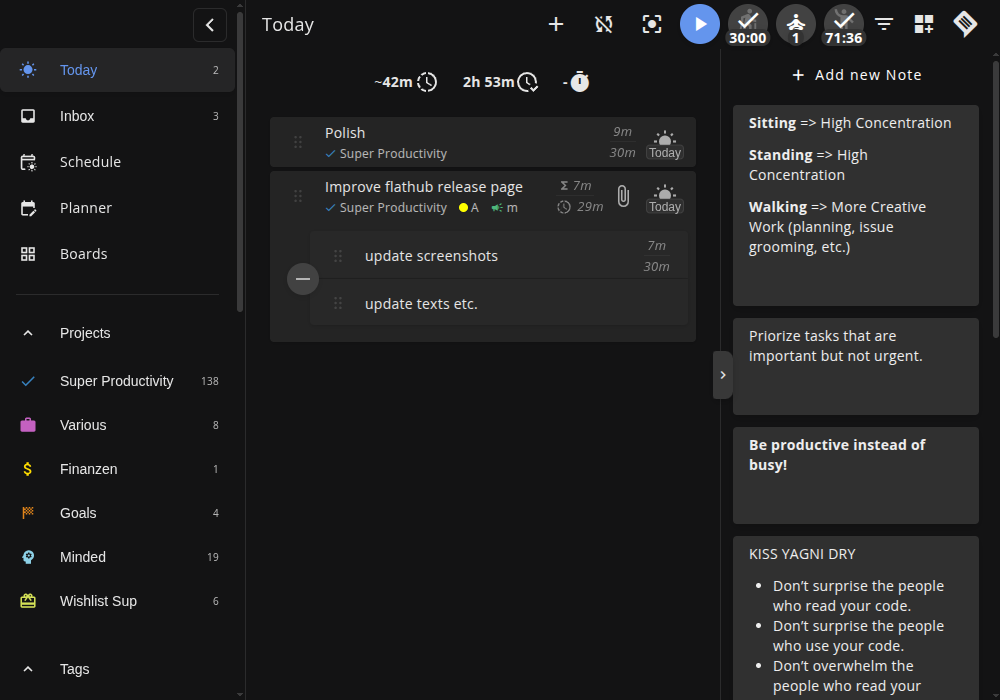 Today
30:00
1
71:36
Today 2
Inbox 3
Schedule
Planner
Boards
Projects
Super Productivity 138
Various 8
Finanzen 1
Goals 4
Minded 19
Wishlist Sup 6
Tags
~42m
2h 53m
-
Polish
Super Productivity
9m
30m
Today
Improve flathub release page
Super Productivity A m
Σ 7m
29m
Today
update screenshots
7m
30m
update texts etc.
+ Add new Note
Sitting => High Concentration
Standing => High
Concentration
Walking => More Creative
Work (planning, issue
grooming, etc.)
Priorize tasks that are
important but not urgent.
Be productive instead of
busy!
KISS YAGNI DRY
• Don’t surprise the people
who read your code.
• Don’t surprise the people
who use your code.
• Don’t overwhelm the
people who read your